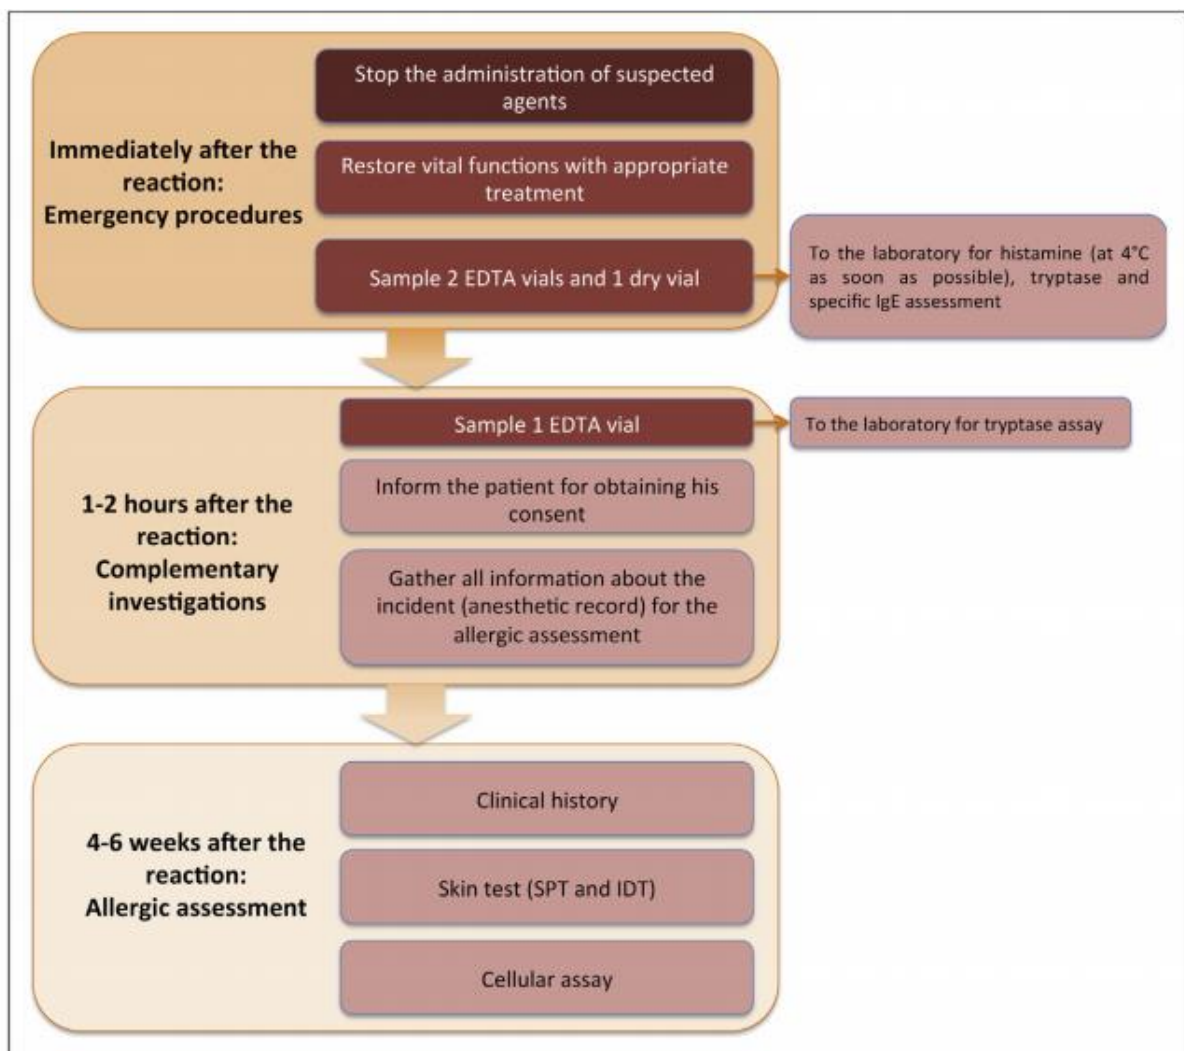 Stop the administration of suspected
agents
Immediately after the
reaction:
Emergency procedures
Restore vital functions with appropriate
treatment
Sample 2 EDTA vials and 1 dry vial
To the laboratory for histamine (at 4°C
as soon as possible), tryptase and
specific IgE assessment
Sample 1 EDTA vial
To the laboratory for tryptase assay
1-2 hours after the
reaction:
Complementary
investigations
Inform the patient for obtaining his
consent
Gather all information about the
incident (anesthetic record) for the
allergic assessment
4-6 weeks after the
reaction:
Allergic assessment
Clinical history
Skin test (SPT and IDT)
Cellular assay